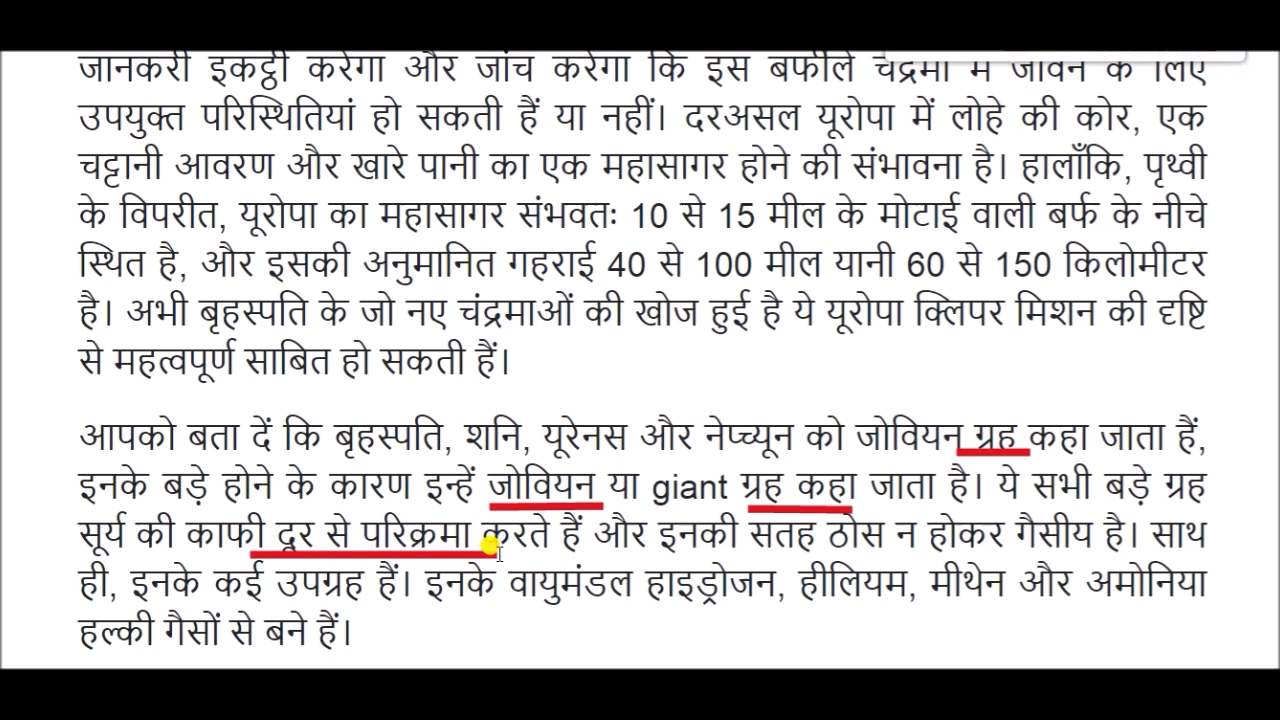 जानकरी इकट्ठी करेगा और जांच करेगा कि इस बर्फीले चंद्रमा में जीवन के लिए
उपयुक्त परिस्थितियां हो सकती हैं या नहीं। दरअसल यूरोपा में लोहे की कोर, एक
चट्टानी आवरण और खारे पानी का एक महासागर होने की संभावना है। हालाँकि, पृथ्वी
के विपरीत, यूरोपा का महासागर संभवतः 10 से 15 मील के मोटाई वाली बर्फ के नीचे
स्थित है, और इसकी अनुमानित गहराई 40 से 100 मील यानी 60 से 150 किलोमीटर
है। अभी बृहस्पति के जो नए चंद्रमाओं की खोज हुई है ये यूरोपा क्लिपर मिशन की दृष्टि
से महत्वपूर्ण साबित हो सकती हैं।
आपको बता दें कि बृहस्पति, शनि, यूरेनस और नेप्च्यून को जोवियन ग्रह कहा जाता हैं,
इनके बड़े होने के कारण इन्हें जोवियन या giant ग्रह कहा जाता है। ये सभी बड़े ग्रह
सूर्य की काफी दूर से परिक्रमा करते हैं और इनकी सतह ठोस न होकर गैसीय है। साथ
ही, इनके कई उपग्रह हैं। इनके वायुमंडल हाइड्रोजन, हीलियम, मीथेन और अमोनिया
हल्की गैसों से बने हैं।